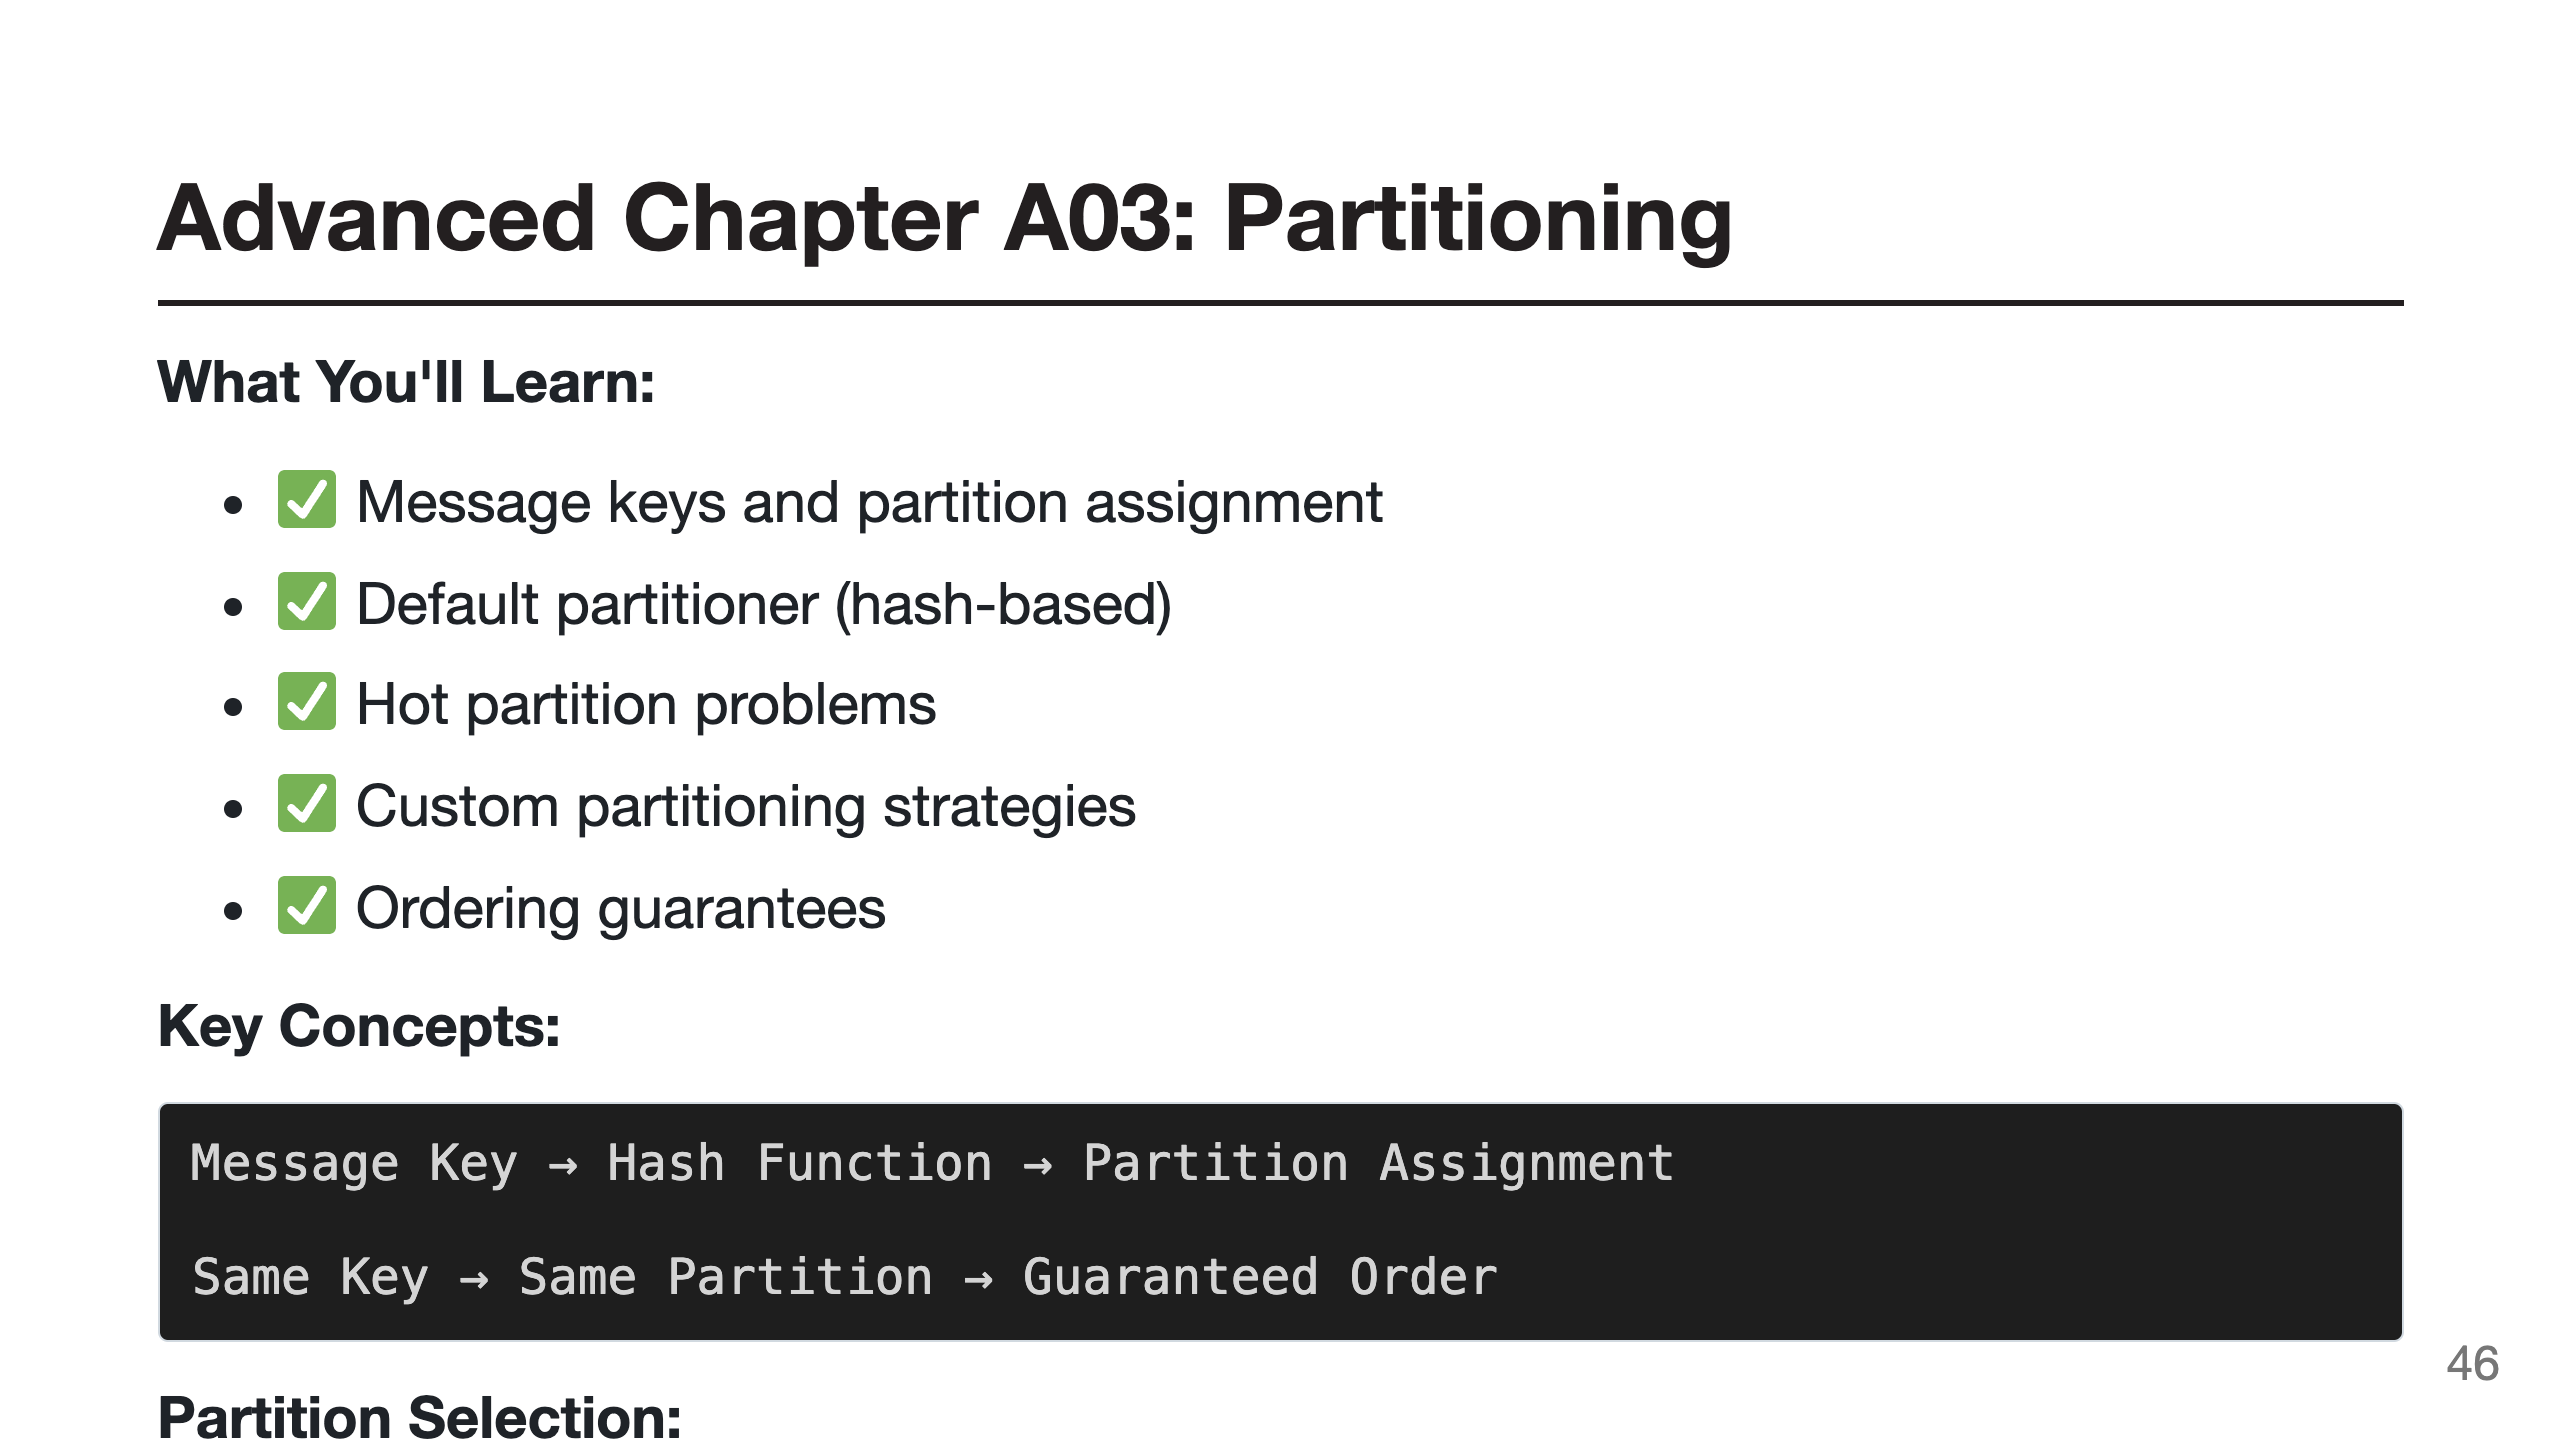 Advanced Chapter A03: Partitioning
What You'll Learn:
• ✅ Message keys and partition assignment
• ✅ Default partitioner (hash-based)
• ✅ Hot partition problems
• ✅ Custom partitioning strategies
• ✅ Ordering guarantees
Key Concepts:
Message Key → Hash Function → Partition Assignment
Same Key → Same Partition → Guaranteed Order
46
Partition Selection: